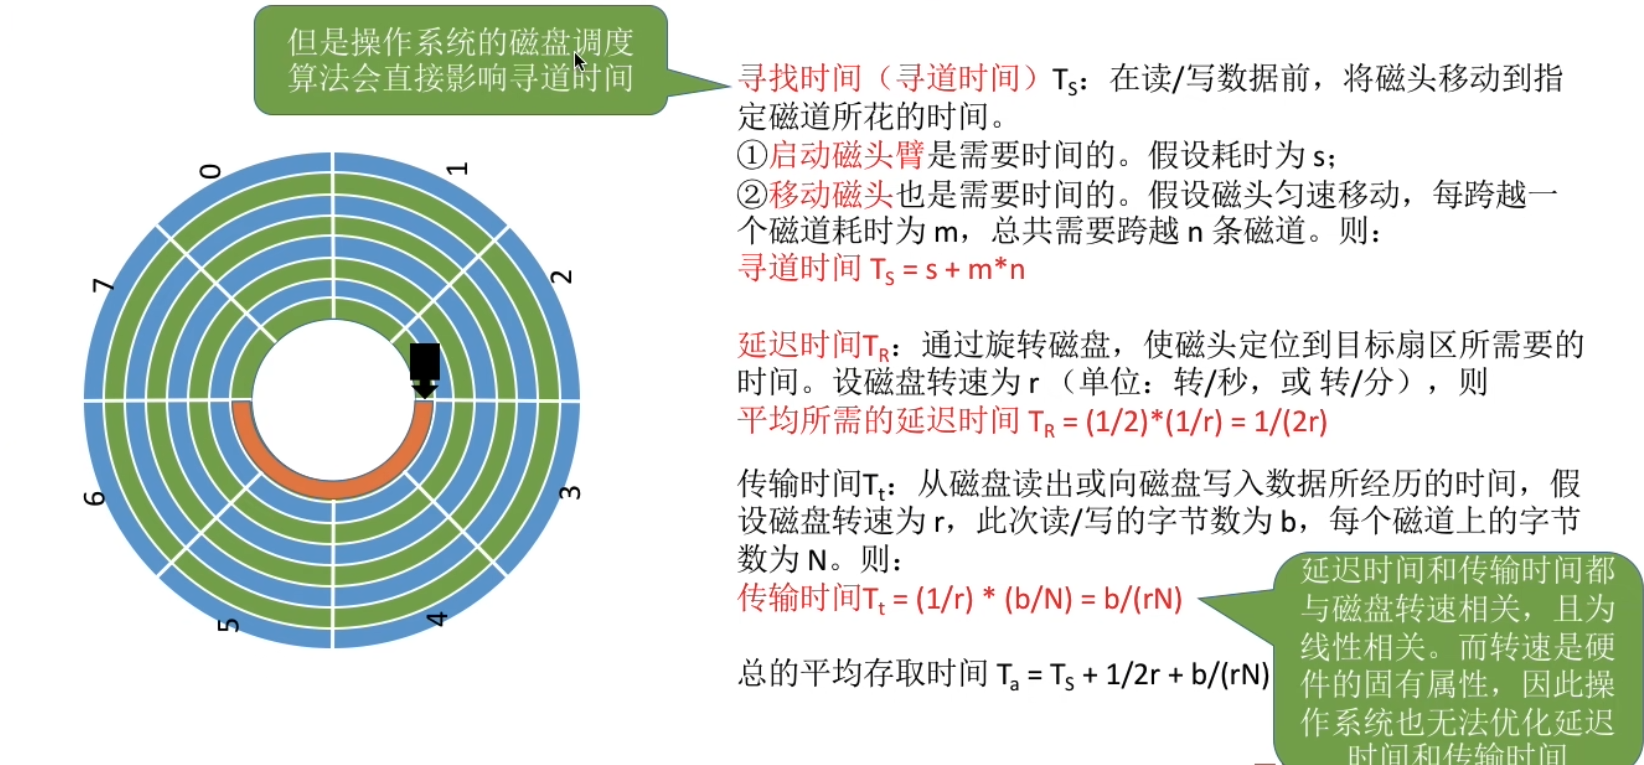 但是操作系统的磁盘调度
算法会直接影响寻道时间
寻找时间（寻道时间）TS：在读/写数据前，将磁头移动到指
定磁道所花的时间。
①启动磁头臂是需要时间的。假设耗时为 s；
②移动磁头也是需要时间的。假设磁头匀速移动，每跨越一
个磁道耗时为 m，总共需要跨越 n 条磁道。则：
寻道时间 TS = s + m*n
延迟时间TR：通过旋转磁盘，使磁头定位到目标扇区所需要的
时间。设磁盘转速为 r （单位：转/秒，或 转/分），则
平均所需的延迟时间 TR = (1/2)*(1/r) = 1/(2r)
传输时间Tt：从磁盘读出或向磁盘写入数据所经历的时间，假
设磁盘转速为 r，此次读/写的字节数为 b，每个磁道上的字节
数为 N。则：
传输时间Tt = (1/r) * (b/N) = b/(rN)
总的平均存取时间 Ta = TS + 1/2r + b/(rN)
延迟时间和传输时间都
与磁盘转速相关，且为
线性相关。而转速是硬
件的固有属性，因此操
作系统也无法优化延迟
时间和传输时间
0
1
2
3
4
5
6
7